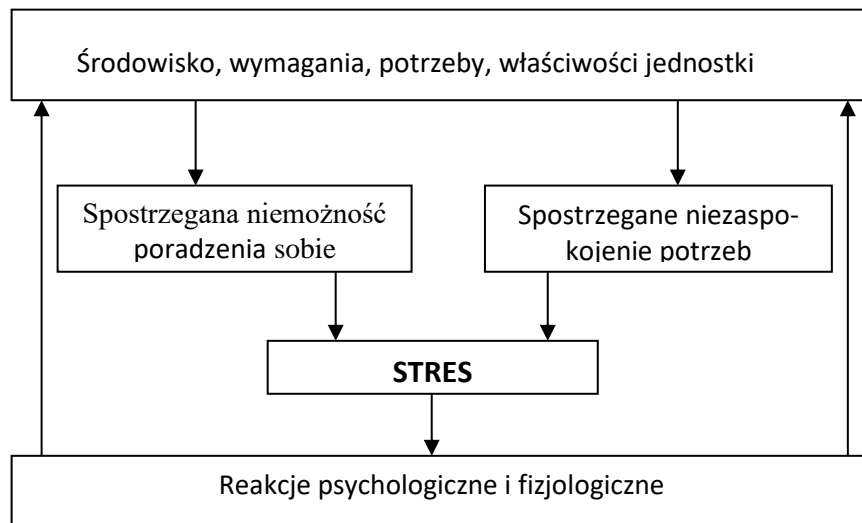 Środowisko, wymagania, potrzeby, właściwości jednostki
Spostrzegana niemożność
poradzenia sobie
Spostrzegane niezaspo-
kojenie potrzeb
STRES
Reakcje psychologiczne i fizjologiczne